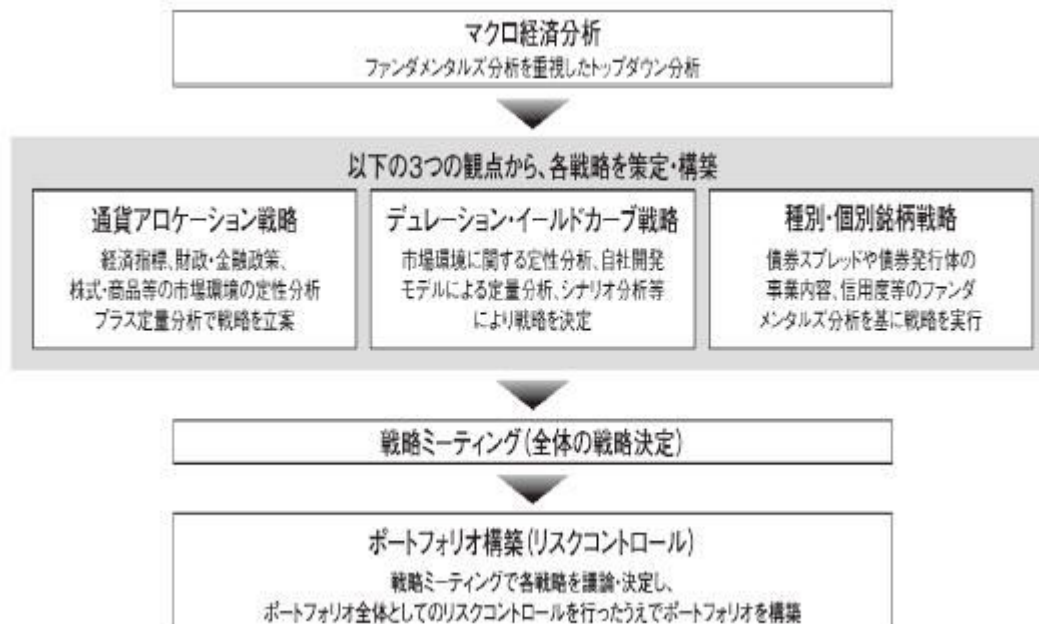 マクロ経済分析
ファンダメンタルズ分析を重視したトップダウン分析
以下の3つの観点から、各戦略を策定・構築
通貨アロケーション戦略
経済指標、財政・金融政策、
株式・商品等の市場環境の定性分析
プラス定量分析で戦略を立案
デュレーション・イールドカーブ戦略
市場環境に関する定性分析、自社開発
モデルによる定量分析、シナリオ分析等
により戦略を決定
種別・個別銘柄戦略
債券スプレッドや債券発行体の
事業内容、信用度等のファンダ
メンタルズ分析を基に戦略を実行
戦略ミーティング(全体の戦略決定)
ポートフォリオ構築(リスクコントロール)
戦略ミーティングで各戦略を議論・決定し、
ポートフォリオ全体としてのリスクコントロールを行ったうえでポートフォリオを構築